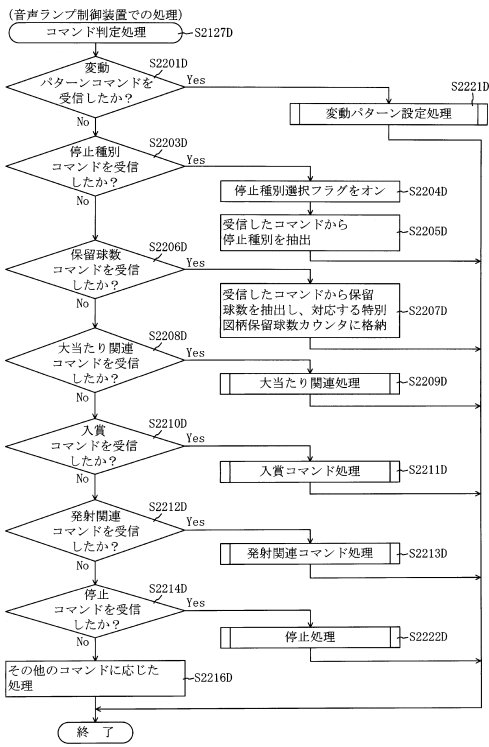 (音声ランプ制御装置での処理)
コマンド判定処理
S2127D
変動
パターンコマンドを
受信したか?
S2201D
Yes
No
S2221D
変動パターン設定処理
停止種別
コマンドを受信
したか?
S2203D
Yes
No
停止種別選択フラグをオン
S2204D
受信したコマンドから
停止種別を抽出
S2205D
保留球数
コマンドを受信
したか?
S2206D
Yes
No
受信したコマンドから保留
球数を抽出し、対応する特別
図柄保留球数カウンタに格納
S2207D
大当たり関連
コマンドを受信
したか?
S2208D
Yes
No
大当たり関連処理
S2209D
入賞
コマンドを受信
したか?
S2210D
Yes
No
入賞コマンド処理
S2211D
発射関連
コマンドを受信
したか?
S2212D
Yes
No
発射関連コマンド処理
S2213D
停止
コマンドを受信
したか?
S2214D
Yes
No
停止処理
S2222D
その他のコマンドに応じた
処理
S2216D
終 了